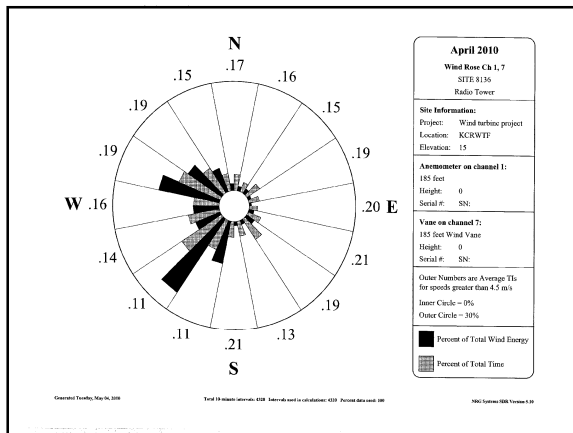 N
.17
.15
.16
.19
.15
.19
.19
W .16
.20 E
.14
.21
.11
.19
.11
.13
.21
S
April 2010
Wind Rose Ch 1, 7
SITE 8136
Radio Tower
Site Information:
Project: Wind turbine project
Location: KCRWTF
Elevation: 15
Anemometer on channel 1:
185 feet
Height: 0
Serial #: SN:
Vane on channel 7:
185 feet Wind Vane
Height: 0
Serial #: SN:
Outer Numbers are Average TIs
for speeds greater than 4.5 m/s
Inner Circle = 0%
Outer Circle = 30%
Percent of Total Wind Energy
Percent of Total Time
Generated Tuesday, May 04, 2010
Total 10-minute intervals: 4320 Intervals used in calculations: 4320 Percent data used: 100
NRG Systems SDR Version 5.10